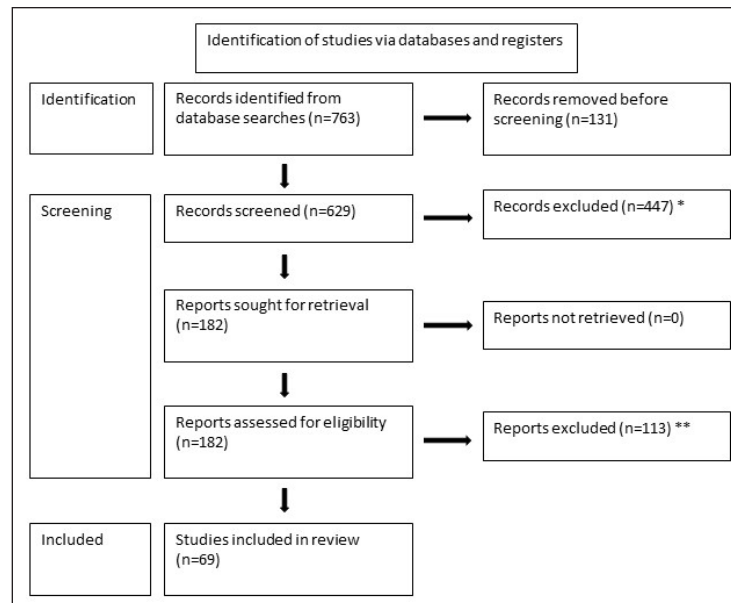 Identification of studies via databases and registers
Identification
Records identified from
database searches (n=763)
Records removed before
screening (n=131)
Screening
Records screened (n=629)
Records excluded (n=447) *
Reports sought for retrieval
(n=182)
Reports not retrieved (n=0)
Reports assessed for eligibility
(n=182)
Reports excluded (n=113) **
Included
Studies included in review
(n=69)